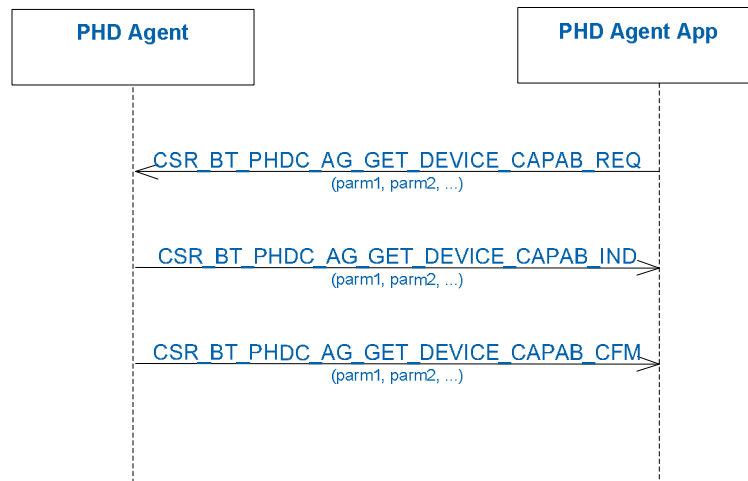 PHD Agent
PHD Agent App
CSR_BT_PHDC_AG_GET_DEVICE_CAPAB_REQ
(parm1, parm2, ...)
CSR_BT_PHDC_AG_GET_DEVICE_CAPAB_IND
(parm1, parm2, ...)
CSR_BT_PHDC_AG_GET_DEVICE_CAPAB_CFM
(parm1, parm2, ...)